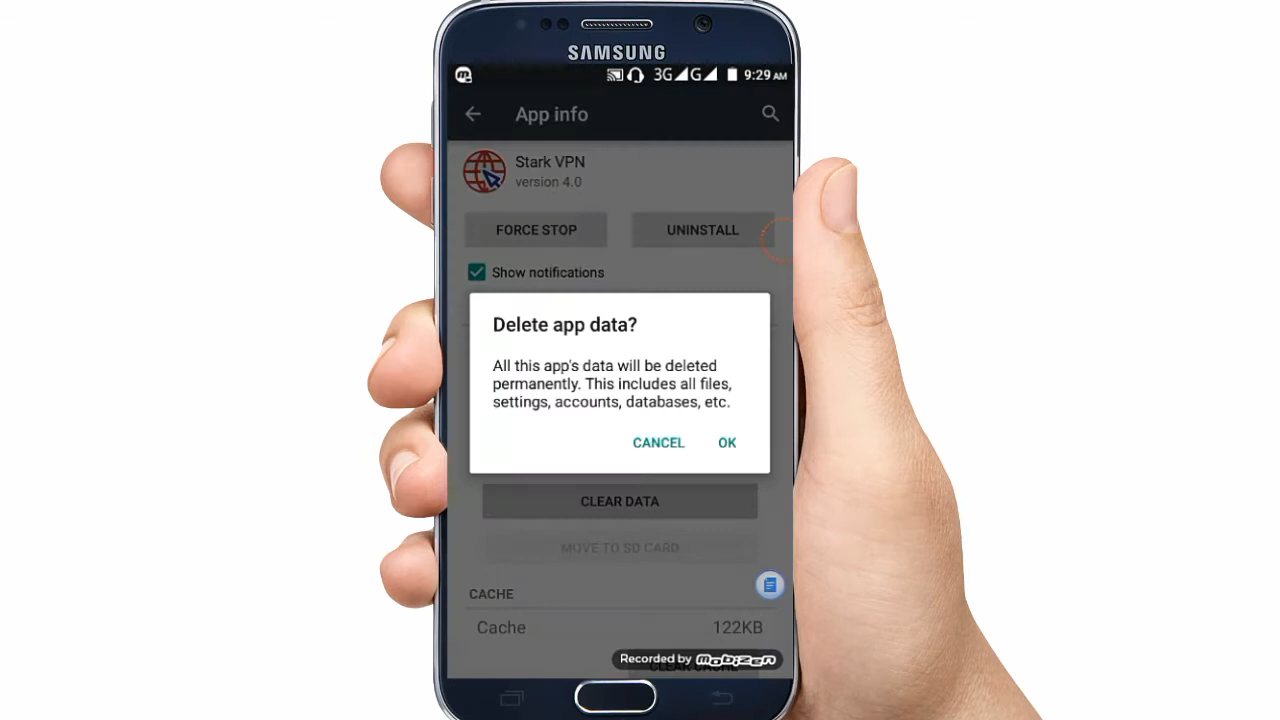 SAMSUNG
3G G 9:29 AM
App info
Stark VPN
version 4.0
FORCE STOP
UNINSTALL
Show notifications
Delete app data?
All this app's data will be deleted
permanently. This includes all files,
settings, accounts, databases, etc.
CANCEL
OK
CLEAR DATA
MOVE TO SD CARD
CACHE
Cache 122KB
Recorded by mobizen
CLEAR CACHE